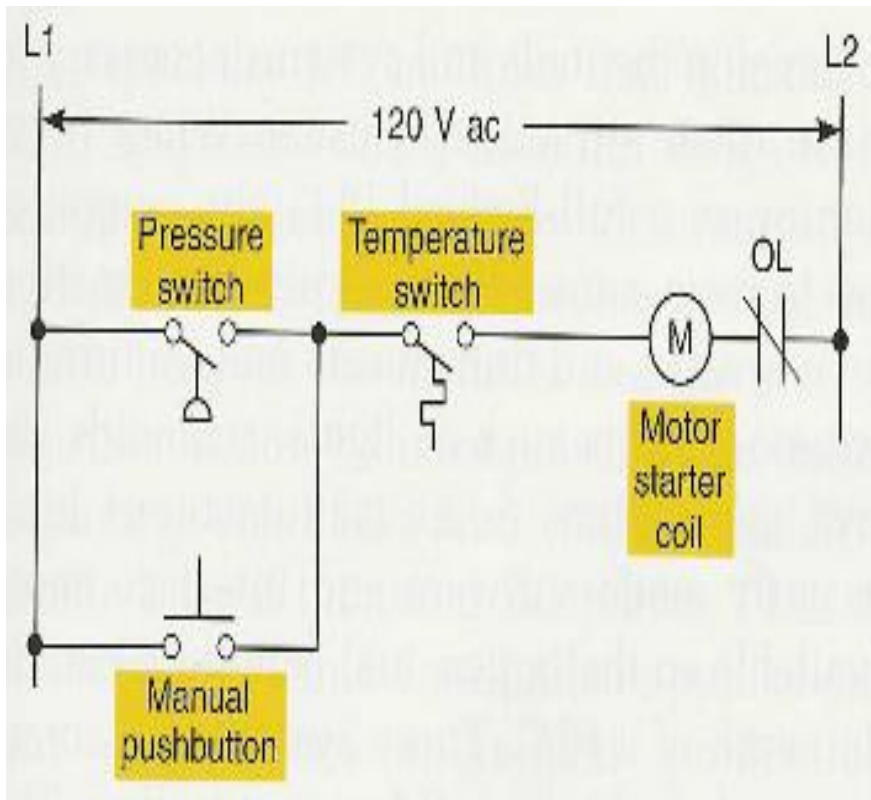 L1
L2
120 V ac
Pressure
switch
Temperature
switch
OL
M
Motor
starter
coil
Manual
pushbutton